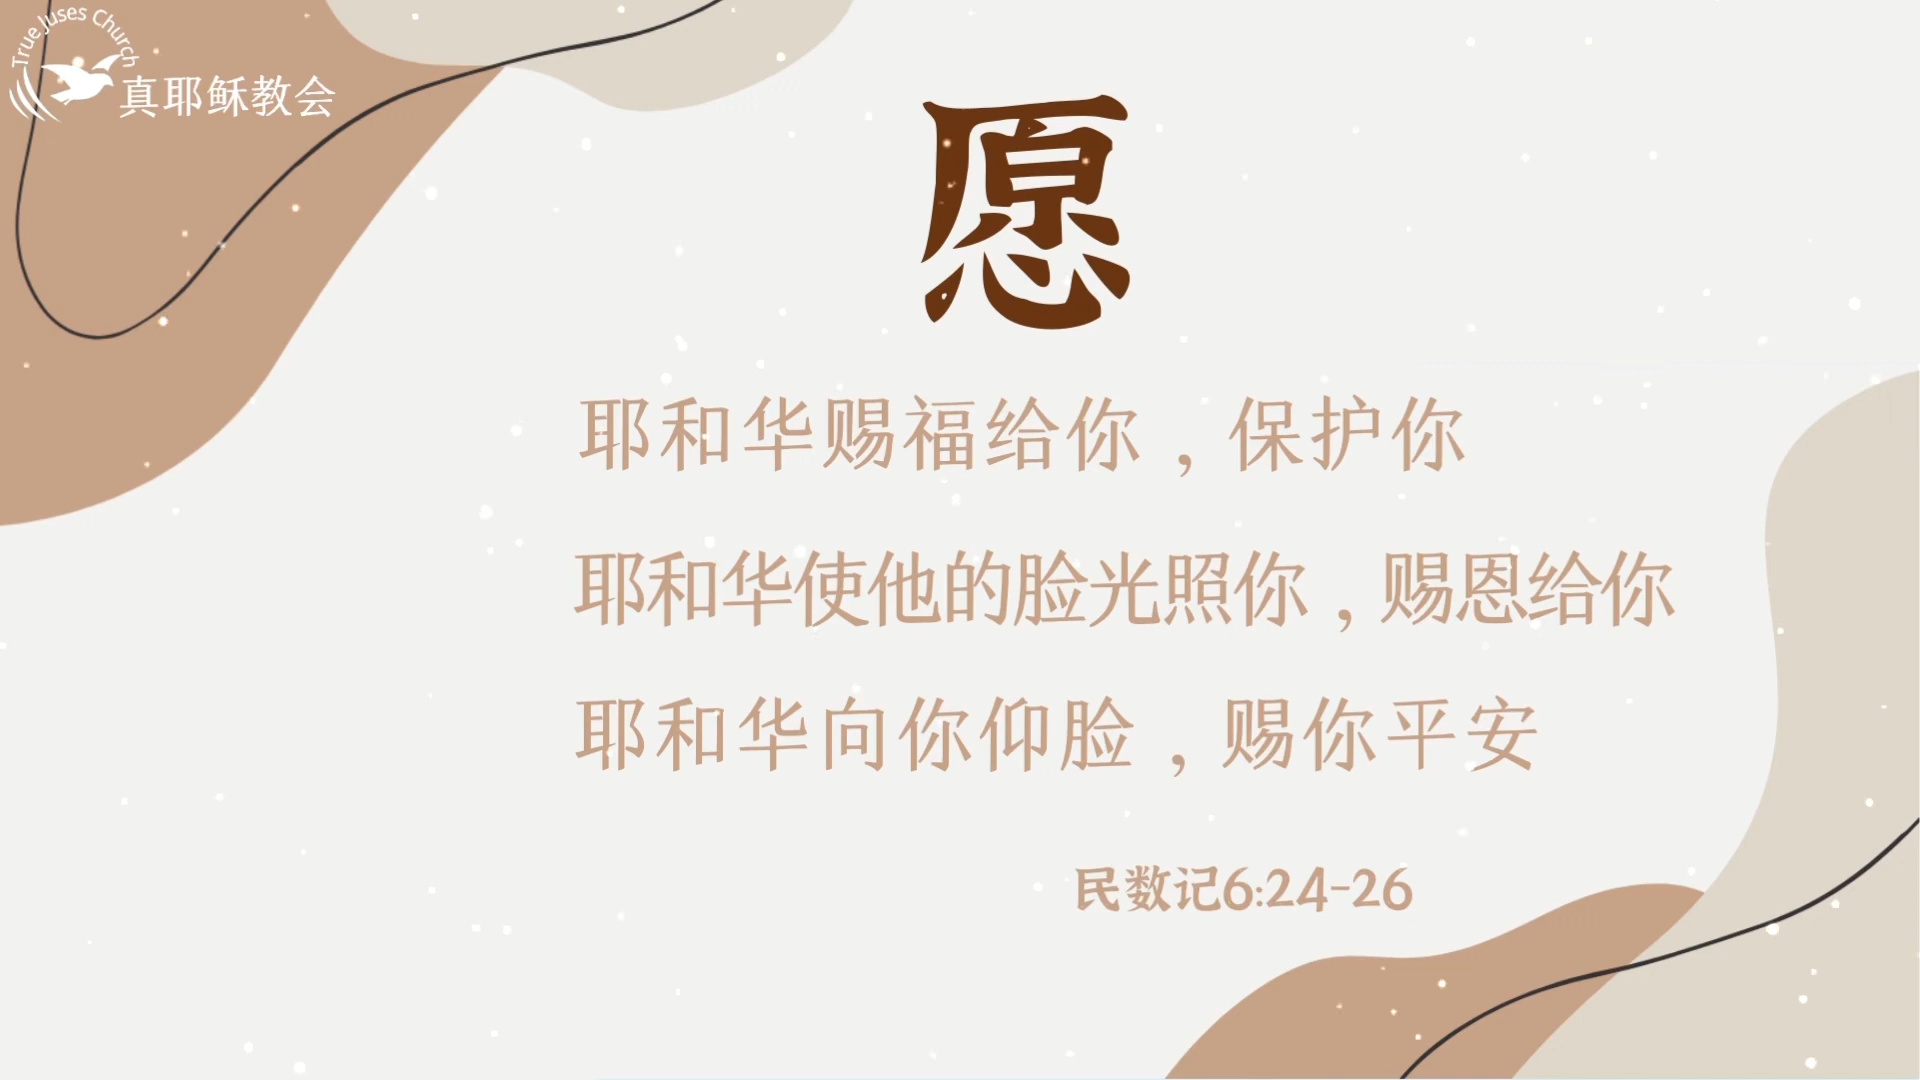 True Juses Church
真耶稣教会
愿
耶和华赐福给你，保护你
耶和华使他的脸光照你，赐恩给你
耶和华向你仰脸，赐你平安
民数记6:24-26